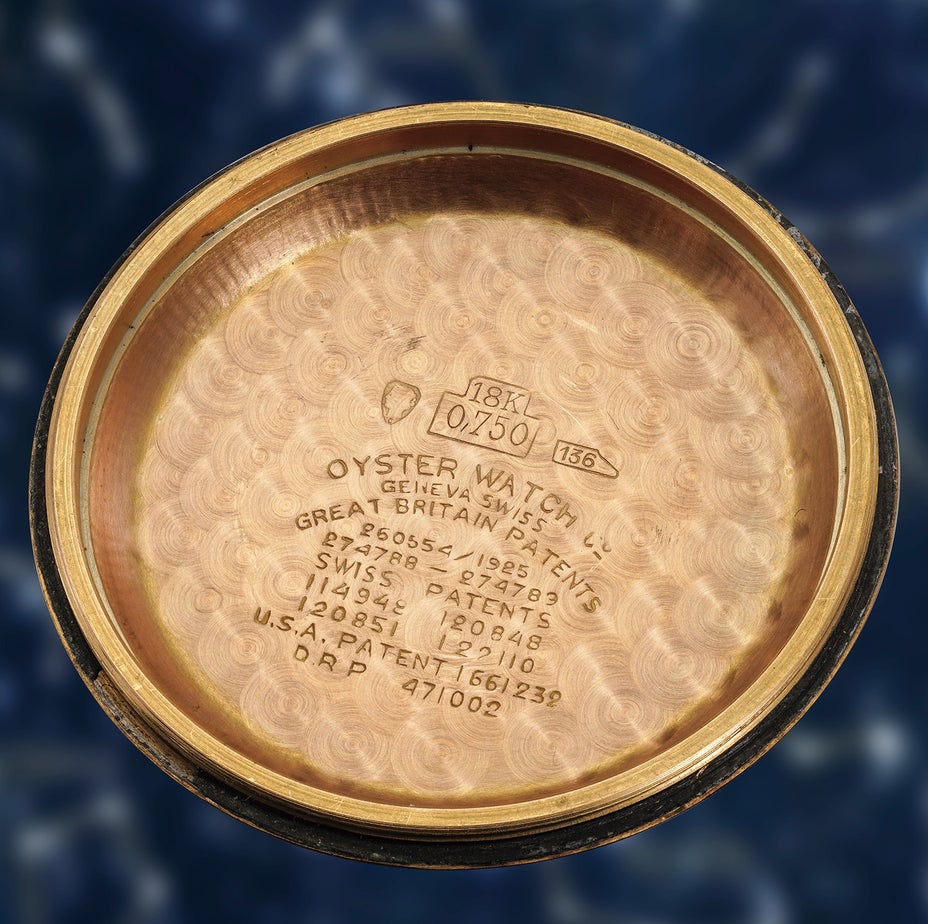 18K
0,750
136
OYSTER WATCH Co
GENEVA SWISS
GREAT BRITAIN PATENTS
260554/1925
274788 — 274789
SWISS PATENTS
114948 120848
120851 122110
U.S.A. PATENT 1661232
D.R.P 471002